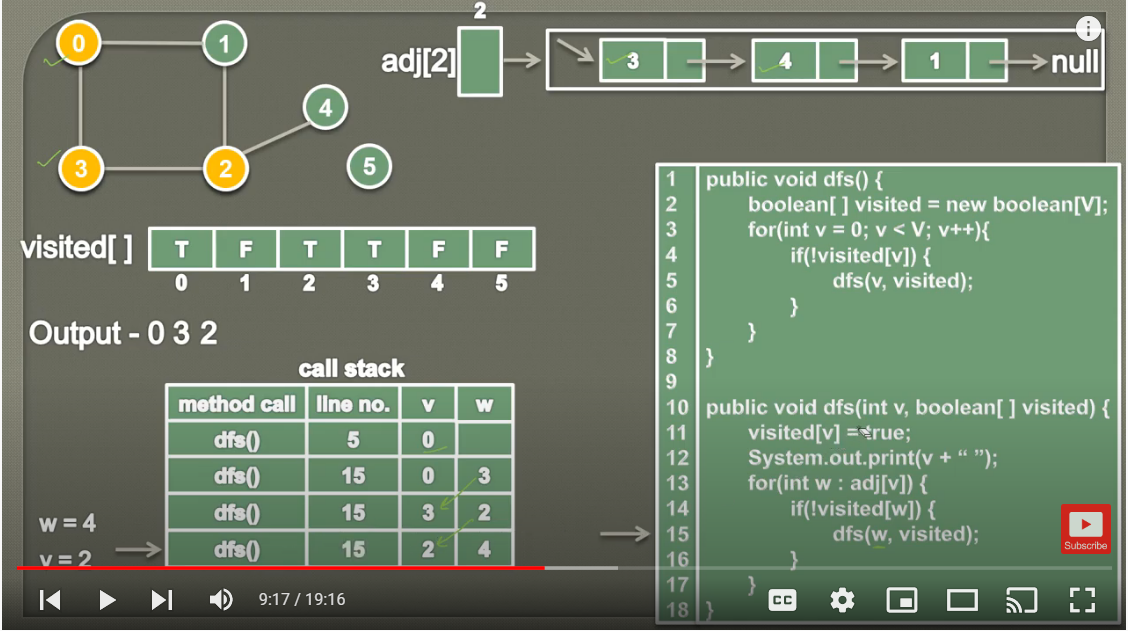 2
0 1
adj[2] 3 4 1 null
4
3 2 5
visited[ ] T F T T F F
0 1 2 3 4 5
Output - 0 3 2
call stack
method call line no. v w
dfs() 5 0
dfs() 15 0 3
dfs() 15 3 2
dfs() 15 2 4
w = 4
v = 2
1 public void dfs() {
2 boolean[ ] visited = new boolean[V];
3 for(int v = 0; v < V; v++){
4 if(!visited[v]) {
5 dfs(v, visited);
6 }
7 }
8 }
9
10 public void dfs(int v, boolean[ ] visited) {
11 visited[v] = true;
12 System.out.print(v + “ ”);
13 for(int w : adj[v]) {
14 if(!visited[w]) {
15 dfs(w, visited);
16 }
17 }
18 }
Subscribe
9:17 / 19:16
CC